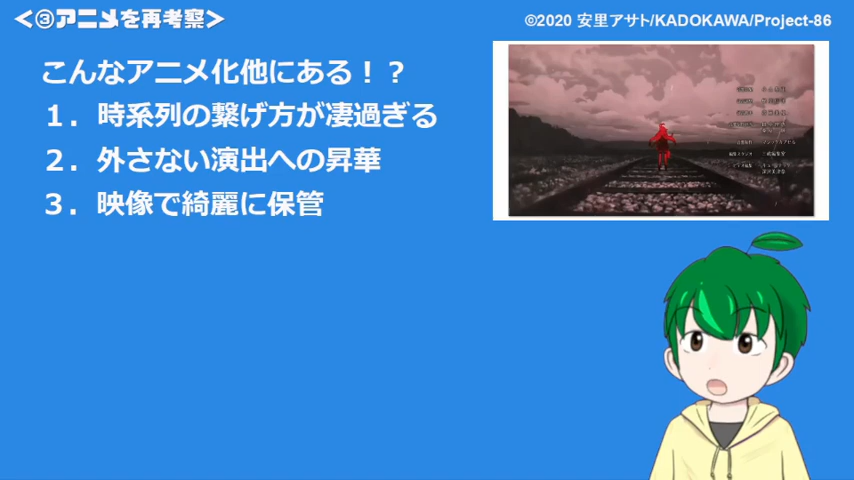 ＜③アニメを再考察＞
©2020 安里アサト/KADOKAWA/Project-86
こんなアニメ化他にある！？
１．時系列の繋げ方が凄過ぎる
２．外さない演出への昇華
３．映像で綺麗に保管